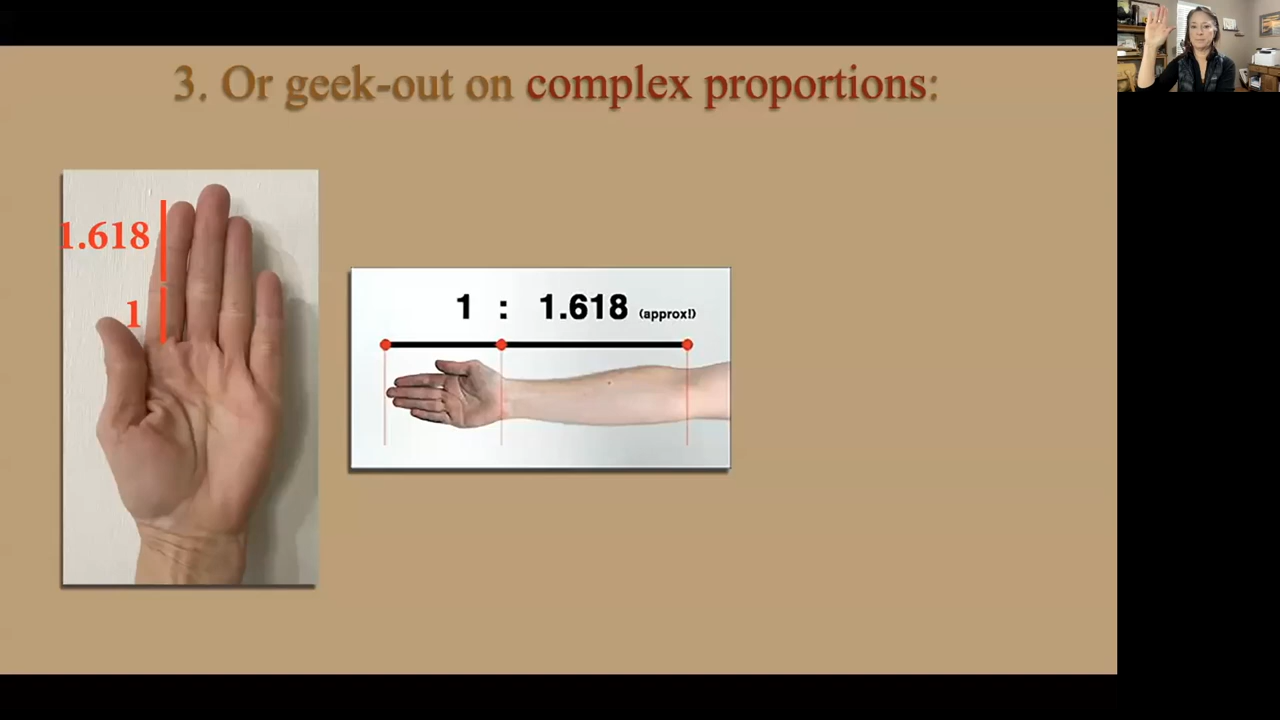 3. Or geek-out on complex proportions:
1.618
1
1 : 1.618 (approx!)